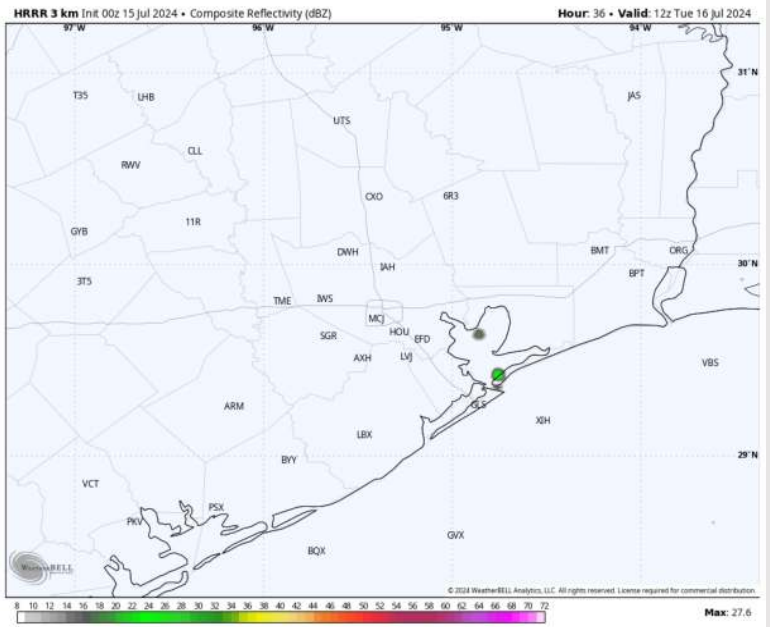 HRRR 3 km Init 00z 15 Jul 2024 • Composite Reflectivity (dBZ) Hour: 36 • Valid: 12z Tue 16 Jul 2024
97°W 96°W 95°W 94°W
31°N
T35 LHB JAS
UTS
CLL
RWV
CXO 6R3
11R
GYB
DWH BMT ORG
IAH 30°N
BPT
3T5
TME IWS
MCJ
SGR HOU EFD
AXH LVJ VBS
ARM GLS
XIH
LBX
29°N
BYY
VCT
PSX
PKV
GVX
BQX
WeatherBELL
© 2024 WeatherBELL Analytics, LLC. All rights reserved. License required for commercial distribution.
8 10 12 14 16 18 20 22 24 26 28 30 32 34 36 38 40 42 44 46 48 50 52 54 56 58 60 62 64 66 68 70 72 Max: 27.6